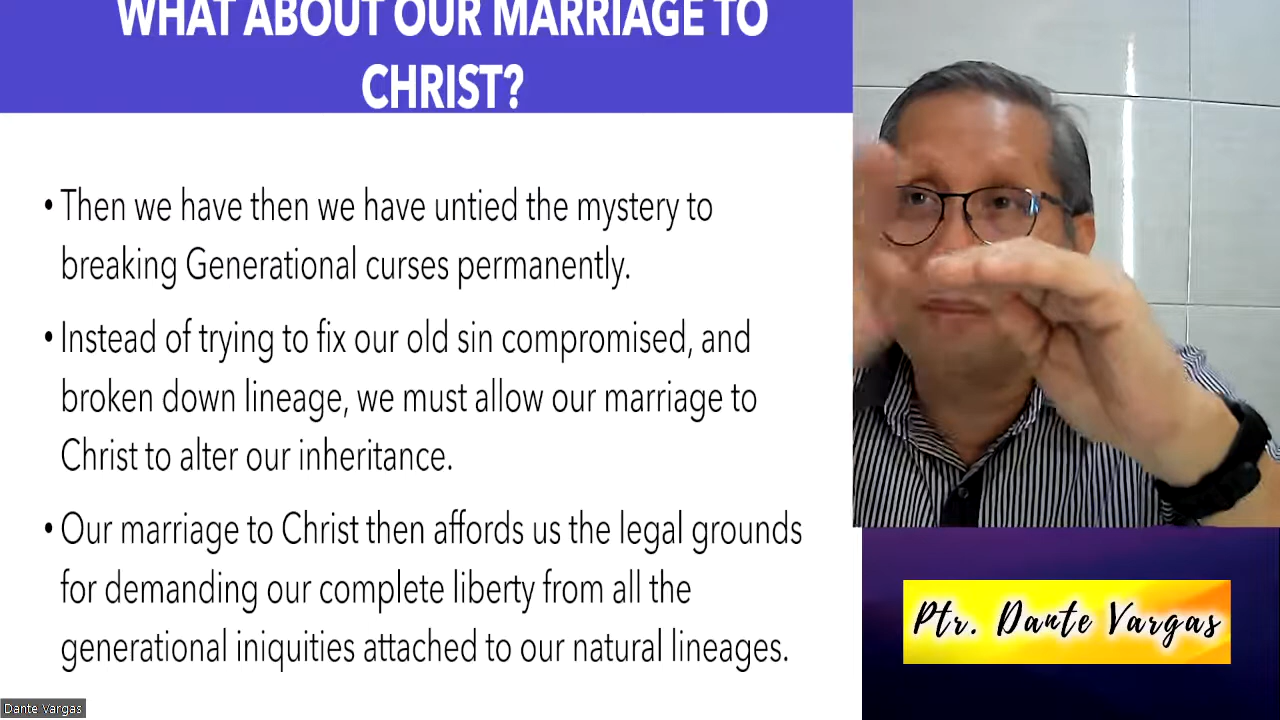 WHAT ABOUT OUR MARRIAGE TO
CHRIST?
• Then we have then we have untied the mystery to
breaking Generational curses permanently.
• Instead of trying to fix our old sin compromised, and
broken down lineage, we must allow our marriage to
Christ to alter our inheritance.
• Our marriage to Christ then affords us the legal grounds
for demanding our complete liberty from all the
generational iniquities attached to our natural lineages.
Ptr. Dante Vargas
Dante Vargas